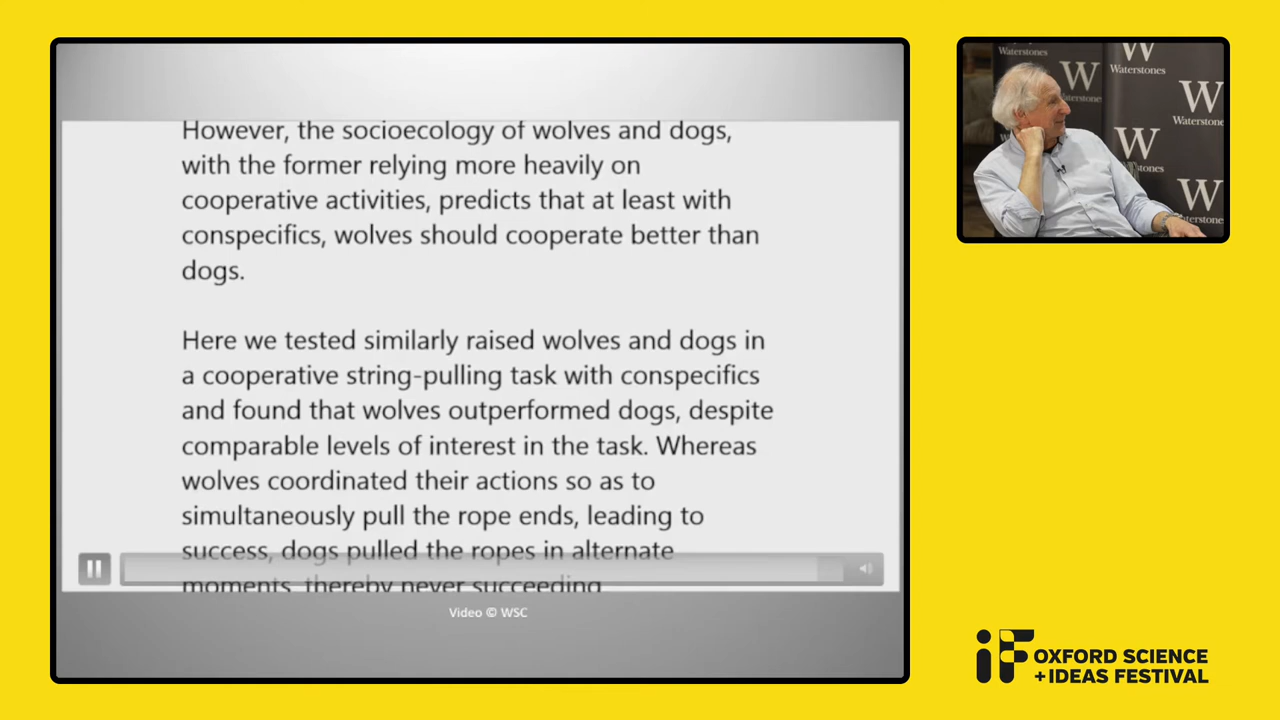 However, the socioecology of wolves and dogs,
with the former relying more heavily on
cooperative activities, predicts that at least with
conspecifics, wolves should cooperate better than
dogs.
Here we tested similarly raised wolves and dogs in
a cooperative string-pulling task with conspecifics
and found that wolves outperformed dogs, despite
comparable levels of interest in the task. Whereas
wolves coordinated their actions so as to
simultaneously pull the rope ends, leading to
success, dogs pulled the ropes in alternate
moments, thereby never succeeding
Video © WSC
Waterstones
W
Waterstones
W
W
Waterstones
W
W
Waterstones
iF OXFORD SCIENCE
+IDEAS FESTIVAL